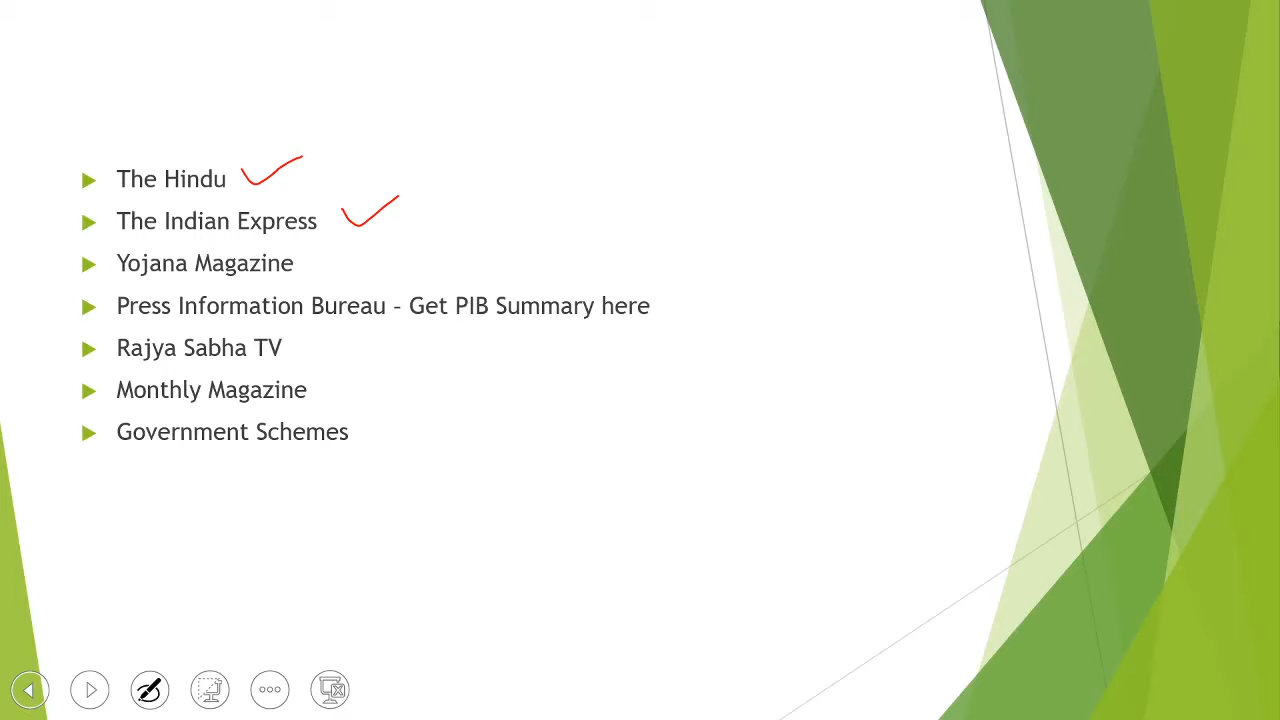 The Hindu
The Indian Express
Yojana Magazine
Press Information Bureau – Get PIB Summary here
Rajya Sabha TV
Monthly Magazine
Government Schemes